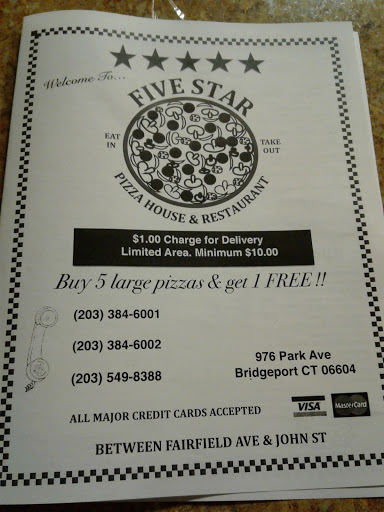 Welcome To...
FIVE STAR
EAT
IN
TAKE
OUT
PIZZA HOUSE & RESTAURANT
$1.00 Charge for Delivery
Limited Area. Minimum $10.00
Buy 5 large pizzas & get 1 FREE !!
(203) 384-6001
(203) 384-6002
(203) 549-8388
976 Park Ave
Bridgeport CT 06604
ALL MAJOR CREDIT CARDS ACCEPTED
VISA
MasterCard
BETWEEN FAIRFIELD AVE & JOHN ST